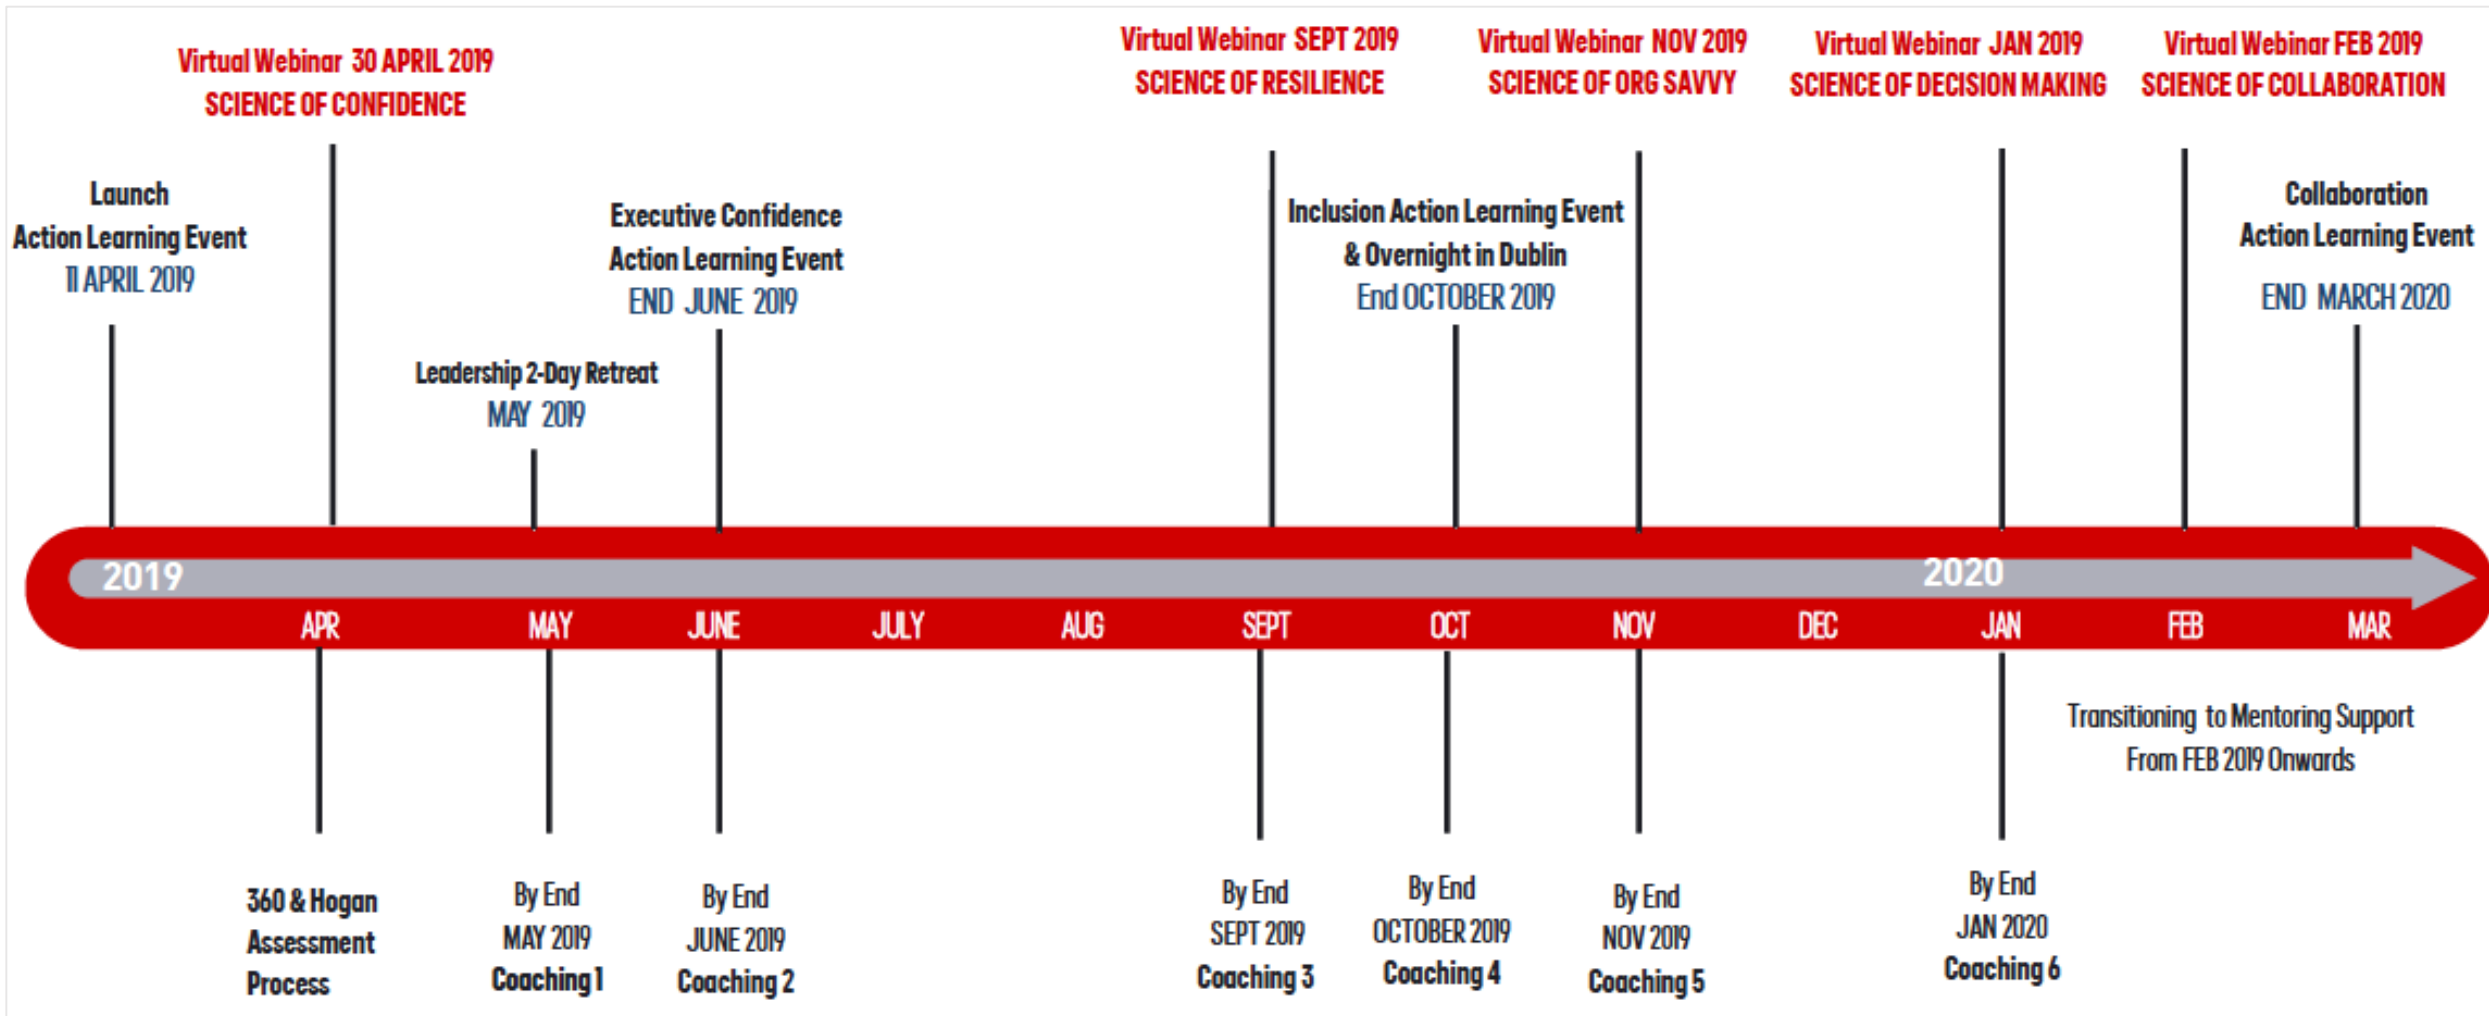 Virtual Webinar 30 APRIL 2019
SCIENCE OF CONFIDENCE
Virtual Webinar SEPT 2019
SCIENCE OF RESILIENCE
Virtual Webinar NOV 2019
SCIENCE OF ORG SAVVY
Virtual Webinar JAN 2019
SCIENCE OF DECISION MAKING
Virtual Webinar FEB 2019
SCIENCE OF COLLABORATION
Launch
Action Learning Event
11 APRIL 2019
Leadership 2-Day Retreat
MAY 2019
Executive Confidence
Action Learning Event
END JUNE 2019
Inclusion Action Learning Event
& Overnight in Dublin
End OCTOBER 2019
Collaboration
Action Learning Event
END MARCH 2020
2019
2020
APR MAY JUNE JULY AUG SEPT OCT NOV DEC JAN FEB MAR
Transitioning to Mentoring Support
From FEB 2019 Onwards
360 & Hogan
Assessment
Process
By End
MAY 2019
Coaching 1
By End
JUNE 2019
Coaching 2
By End
SEPT 2019
Coaching 3
By End
OCTOBER 2019
Coaching 4
By End
NOV 2019
Coaching 5
By End
JAN 2020
Coaching 6